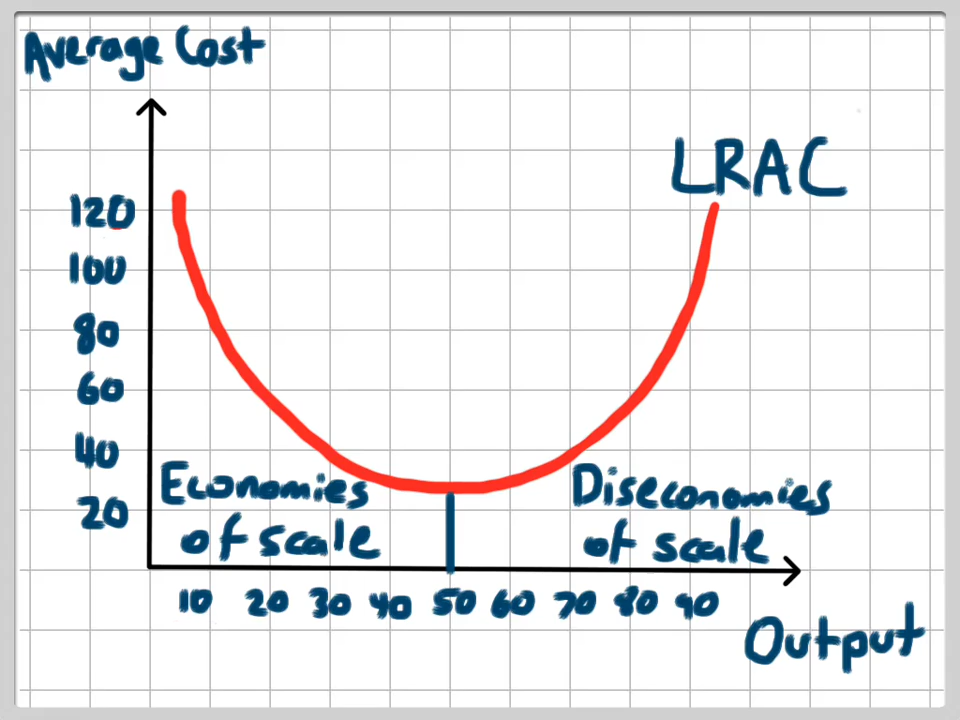 Average Cost
LRAC
120
100
80
60
40
20
Economies
of scale
Diseconomies
of scale
10 20 30 40 50 60 70 80 90
Output